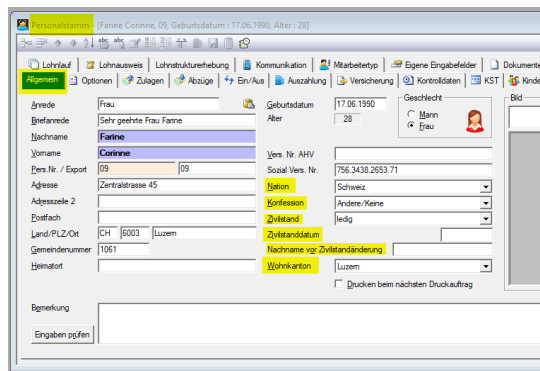 Personalstamm - [Farine Corinne, 09, Geburtsdatum : 17.06.1990, Alter : 28]
Lohnlauf Lohnausweis Lohnstrukturerhebung Kommunikation Mitarbeitertyp Eigene Eingabefelder Dokumente
Allgemein Optionen Zulagen Abzüge Ein/Aus Auszahlung Versicherung Kontrolldaten KST Kinde
Anrede Frau Geburtsdatum 17.06.1990 Geschlecht Bild
Briefanrede Sehr geehrte Frau Farine Alter 28 Mann
Frau
Nachname Farine
Vorname Corinne Vers. Nr. AHV
Pers.Nr. / Export 09 09 Sozial Vers. Nr. 756.3438.2653.71
Adresse Zentralstrasse 45 Nation Schweiz
Adresszeile 2 Konfession Andere/Keine
Postfach Zivilstand ledig
Land/PLZ/Ort CH 6003 Luzern Zivilstanddatum
Gemeindenummer 1061 Nachname vor Zivilstandänderung
Heimatort Wohnkanton Luzern
Drucken beim nächsten Druckauftrag
Bemerkung
Eingaben prüfen